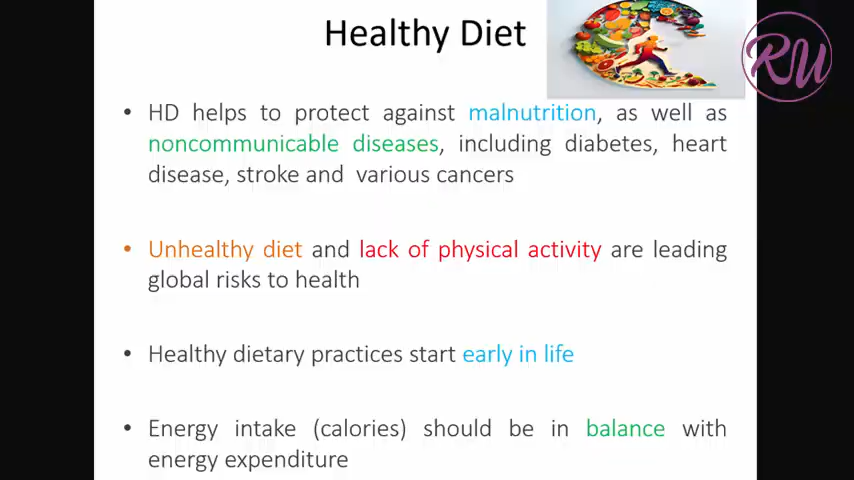 Healthy Diet
RU
• HD helps to protect against malnutrition, as well as
noncommunicable diseases, including diabetes, heart
disease, stroke and various cancers
• Unhealthy diet and lack of physical activity are leading
global risks to health
• Healthy dietary practices start early in life
• Energy intake (calories) should be in balance with
energy expenditure